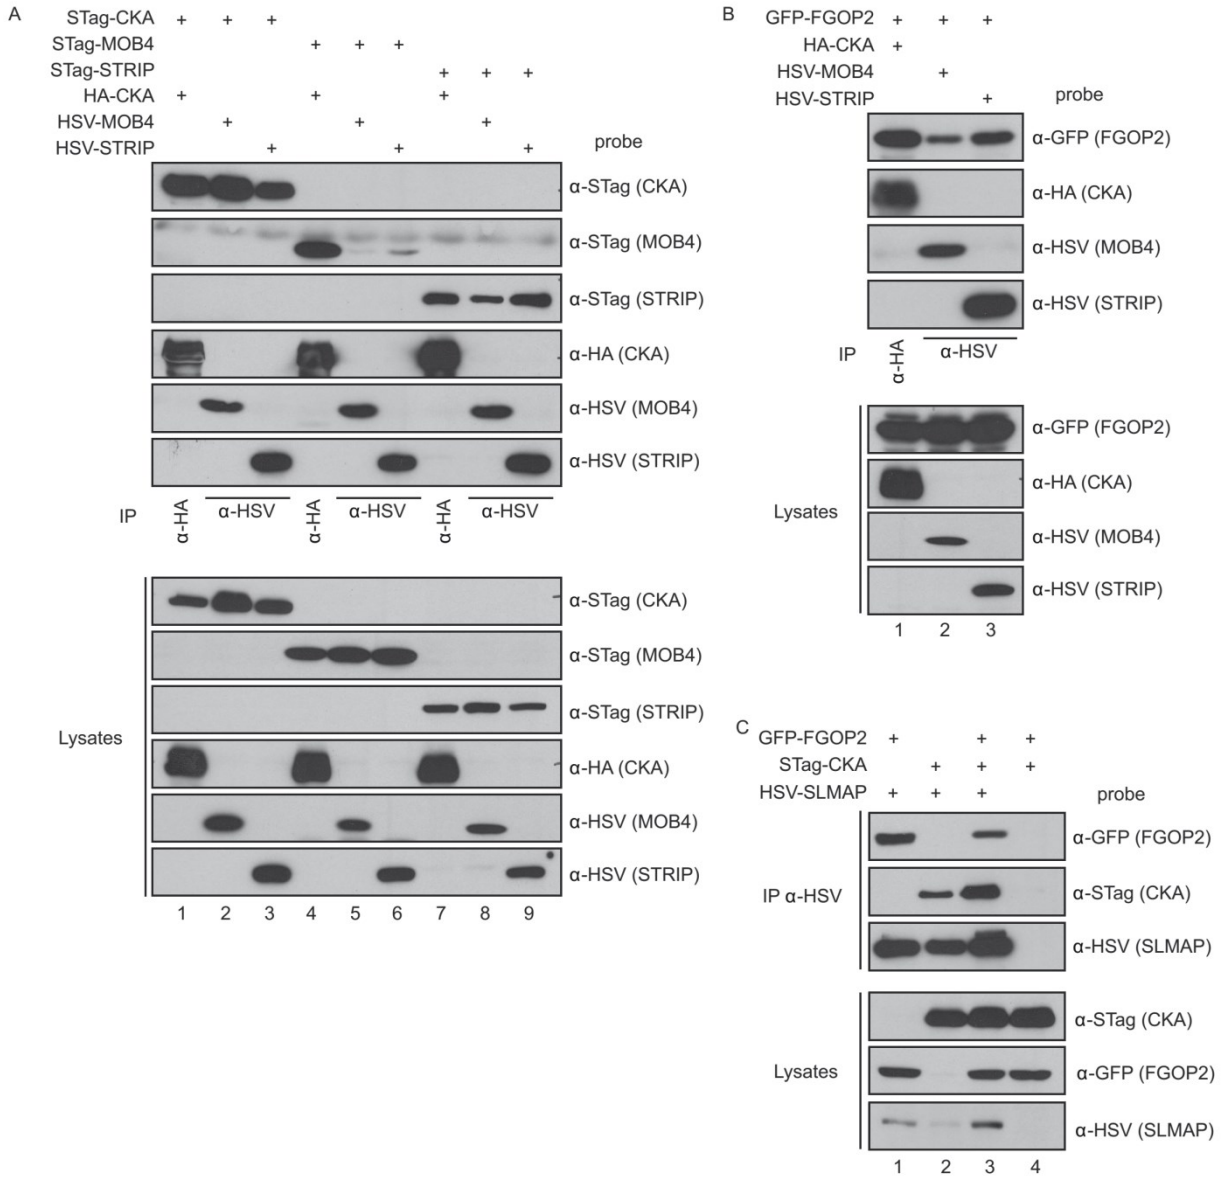 A
STag-CKA + + +
STag-MOB4 + + +
STag-STRIP + + +
HA-CKA + + +
HSV-MOB4 + + +
HSV-STRIP + + +
probe
α-STag (CKA)
α-STag (MOB4)
α-STag (STRIP)
α-HA (CKA)
α-HSV (MOB4)
α-HSV (STRIP)
IP α-HA α-HSV α-HA α-HSV α-HA α-HSV
Lysates
α-STag (CKA)
α-STag (MOB4)
α-STag (STRIP)
α-HA (CKA)
α-HSV (MOB4)
α-HSV (STRIP)
1 2 3 4 5 6 7 8 9
B
GFP-FGOP2 + + +
HA-CKA +
HSV-MOB4 +
HSV-STRIP +
probe
α-GFP (FGOP2)
α-HA (CKA)
α-HSV (MOB4)
α-HSV (STRIP)
IP α-HA α-HSV
Lysates
α-GFP (FGOP2)
α-HA (CKA)
α-HSV (MOB4)
α-HSV (STRIP)
1 2 3
C
GFP-FGOP2 + + +
STag-CKA + + +
HSV-SLMAP + + +
probe
IP α-HSV
α-GFP (FGOP2)
α-STag (CKA)
α-HSV (SLMAP)
Lysates
α-STag (CKA)
α-GFP (FGOP2)
α-HSV (SLMAP)
1 2 3 4